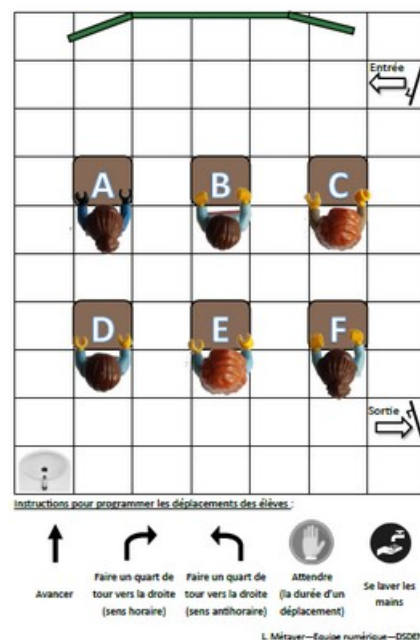 Entrée
A B C
D E F
Sortie
Instructions pour programmer les déplacements des élèves :
Avancer
Faire un quart de tour vers la droite (sens horaire)
Faire un quart de tour vers la droite (sens antihoraire)
Attendre (la durée d'un déplacement)
Se laver les mains
L. Métayer—Equipe numérique—DSDEN